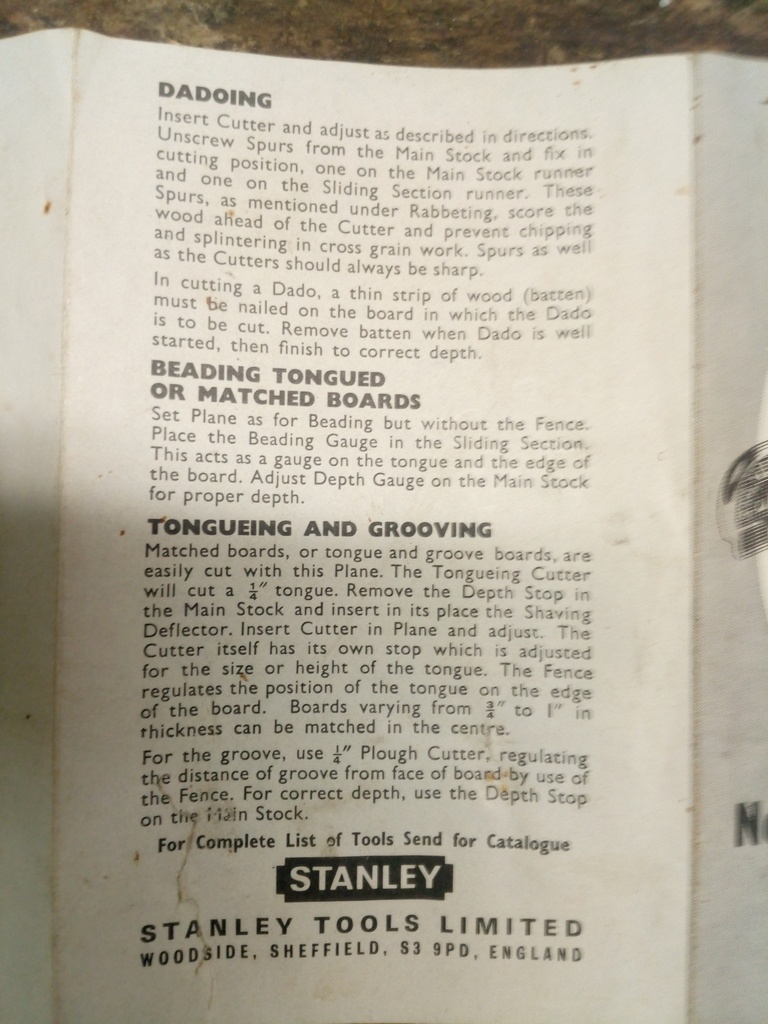 DADOING
Insert Cutter and adjust as described in directions.
Unscrew Spurs from the Main Stock and fix in
cutting position, one on the Main Stock runner
and one on the Sliding Section runner. These
Spurs, as mentioned under Rabbeting, score the
wood ahead of the Cutter and prevent chipping
and splintering in cross grain work. Spurs as well
as the Cutters should always be sharp.
In cutting a Dado, a thin strip of wood (batten)
must be nailed on the board in which the Dado
is to be cut. Remove batten when Dado is well
started, then finish to correct depth.
BEADING TONGUED
OR MATCHED BOARDS
Set Plane as for Beading but without the Fence.
Place the Beading Gauge in the Sliding Section.
This acts as a gauge on the tongue and the edge of
the board. Adjust Depth Gauge on the Main Stock
for proper depth.
TONGUEING AND GROOVING
Matched boards, or tongue and groove boards, are
easily cut with this Plane. The Tongueing Cutter
will cut a ¼″ tongue. Remove the Depth Stop in
the Main Stock and insert in its place the Shaving
Deflector. Insert Cutter in Plane and adjust. The
Cutter itself has its own stop which is adjusted
for the size or height of the tongue. The Fence
regulates the position of the tongue on the edge
of the board. Boards varying from ¾″ to 1″ in
thickness can be matched in the centre.
For the groove, use ¼″ Plough Cutter, regulating
the distance of groove from face of board by use of
the Fence. For correct depth, use the Depth Stop
on the Main Stock.
For Complete List of Tools Send for Catalogue
STANLEY
STANLEY TOOLS LIMITED
WOODSIDE, SHEFFIELD, S3 9PD, ENGLAND